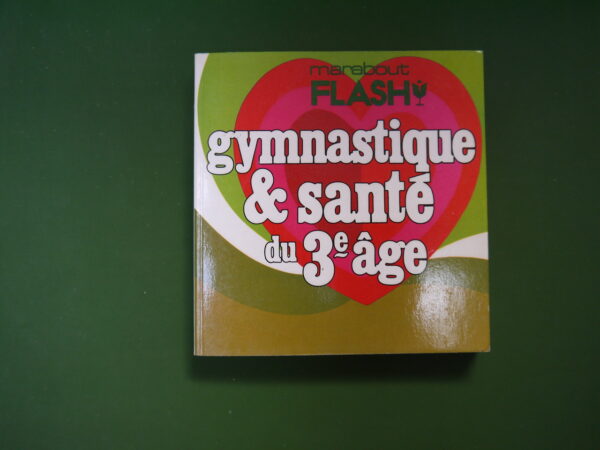 marabout
FLASH
gymnastique
& santé
du 3e âge